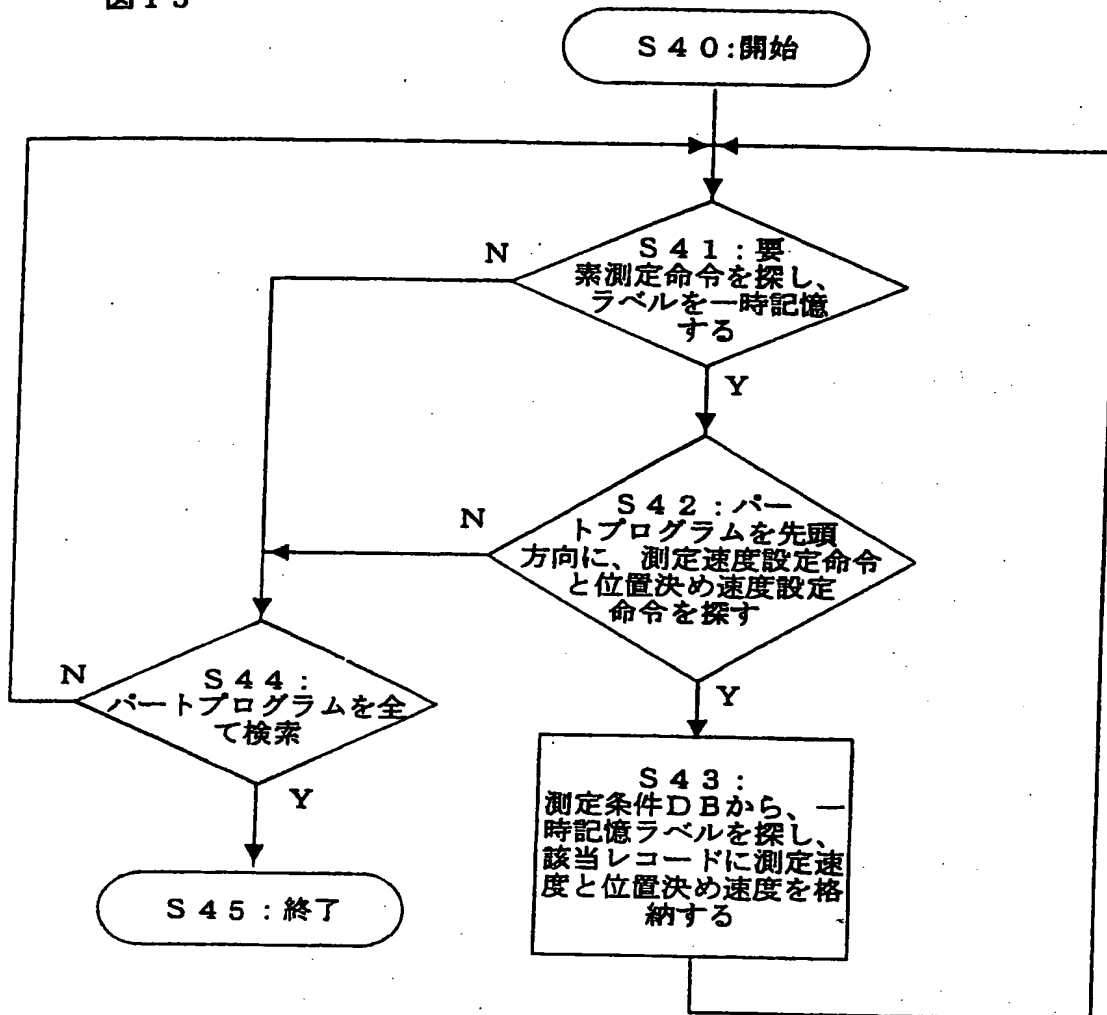 S40:開始
N
S41:要
素測定命令を探し、
ラベルを一時記憶
する
Y
N
S42:パー
トプログラムを先頭
方向に、測定速度設定命令
と位置決め速度設定
命令を探す
N
S44:
パートプログラムを全
て検索
Y
Y
S43:
測定条件DBから、一
時記憶ラベルを探し、
該当レコードに測定速
度と位置決め速度を格
納する
S45:終了